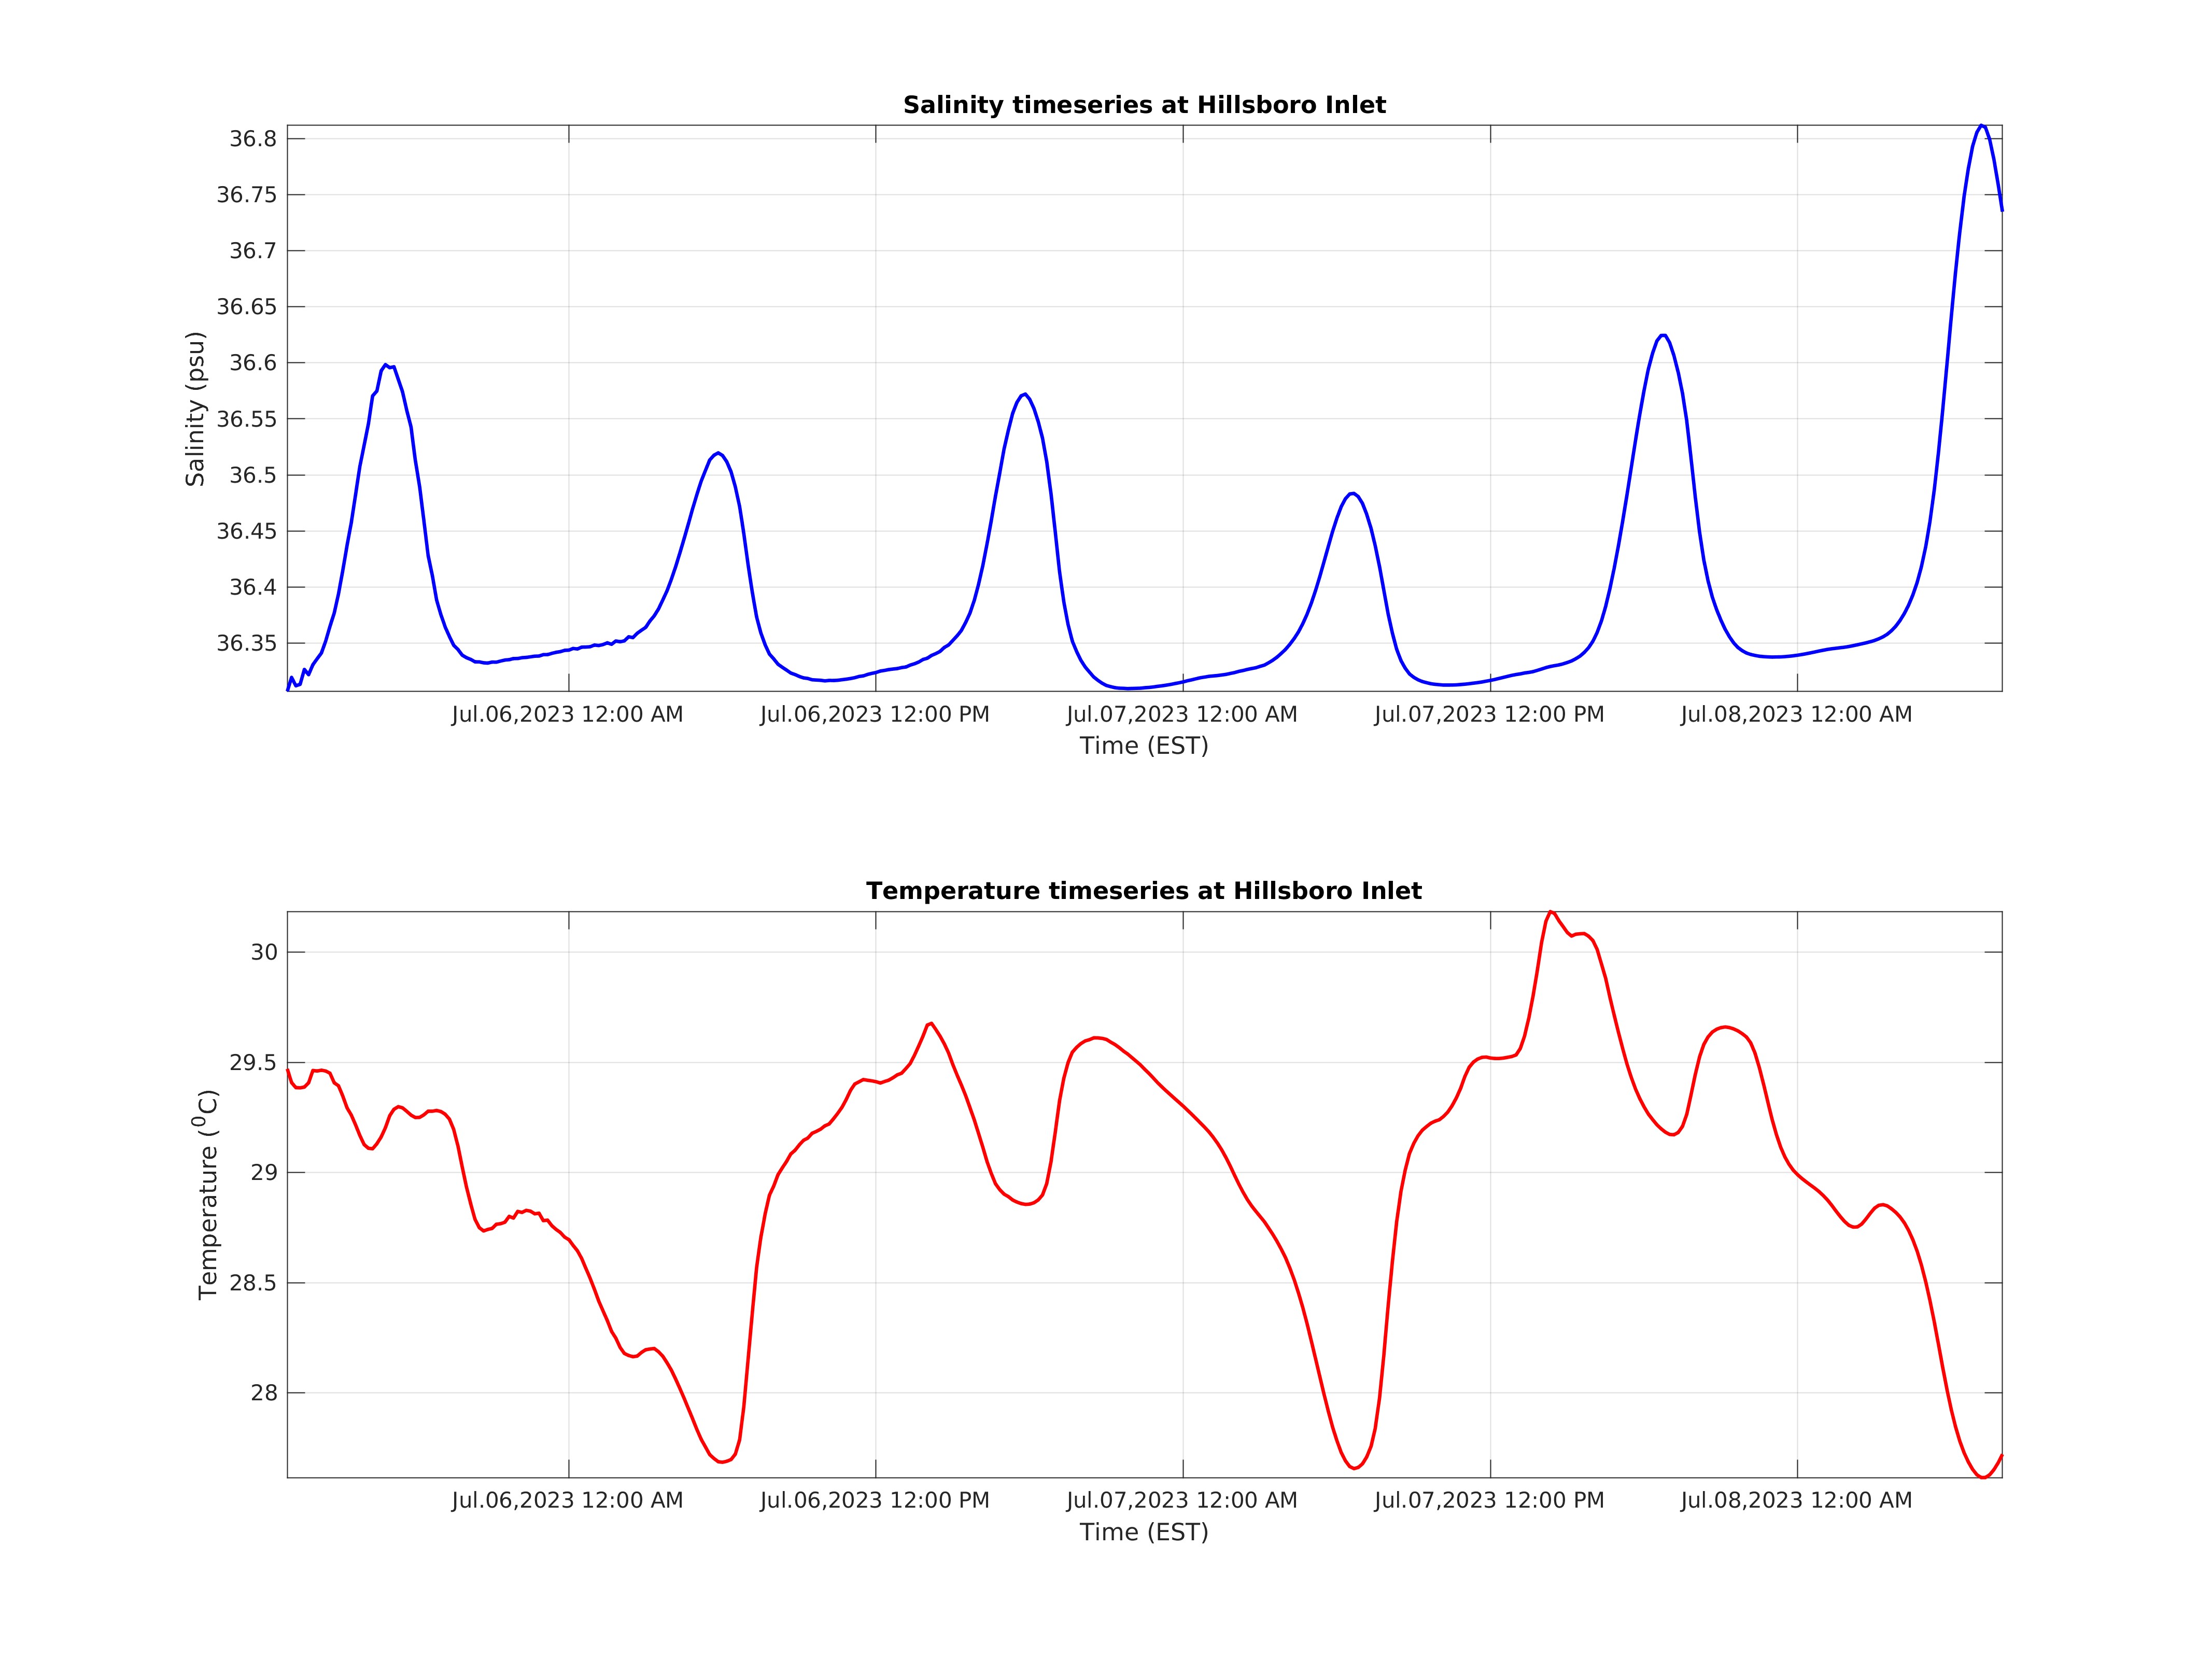 Salinity timeseries at Hillsboro Inlet
36.8
36.75
36.7
36.65
36.6
36.55
36.5
36.45
36.4
36.35
Salinity (psu)
Jul.06,2023 12:00 AM Jul.06,2023 12:00 PM Jul.07,2023 12:00 AM Jul.07,2023 12:00 PM Jul.08,2023 12:00 AM
Time (EST)
Temperature timeseries at Hillsboro Inlet
30
29.5
29
28.5
28
Temperature (⁰C)
Jul.06,2023 12:00 AM Jul.06,2023 12:00 PM Jul.07,2023 12:00 AM Jul.07,2023 12:00 PM Jul.08,2023 12:00 AM
Time (EST)